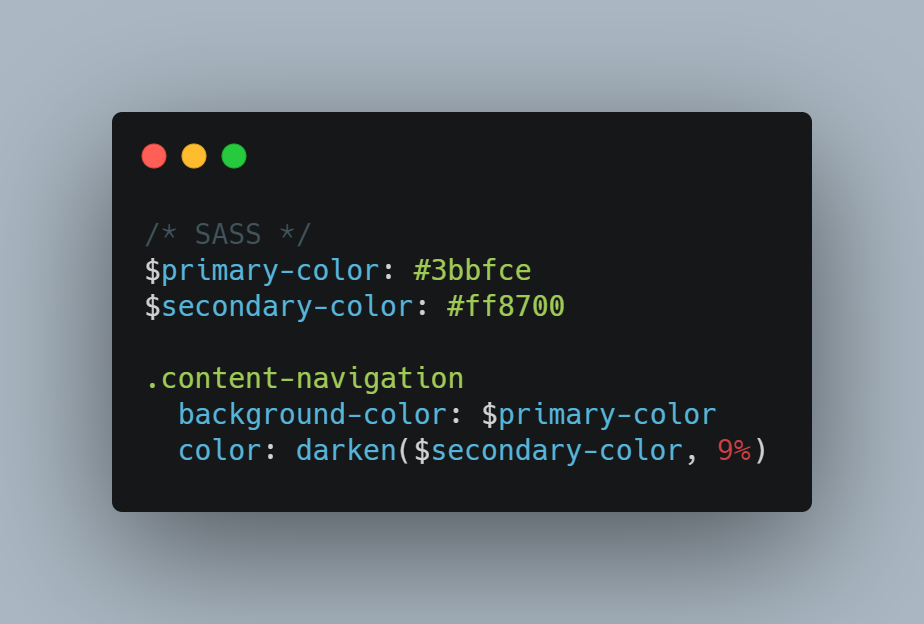 /* SASS */
$primary-color: #3bbfce
$secondary-color: #ff8700

.content-navigation
  background-color: $primary-color
  color: darken($secondary-color, 9%)